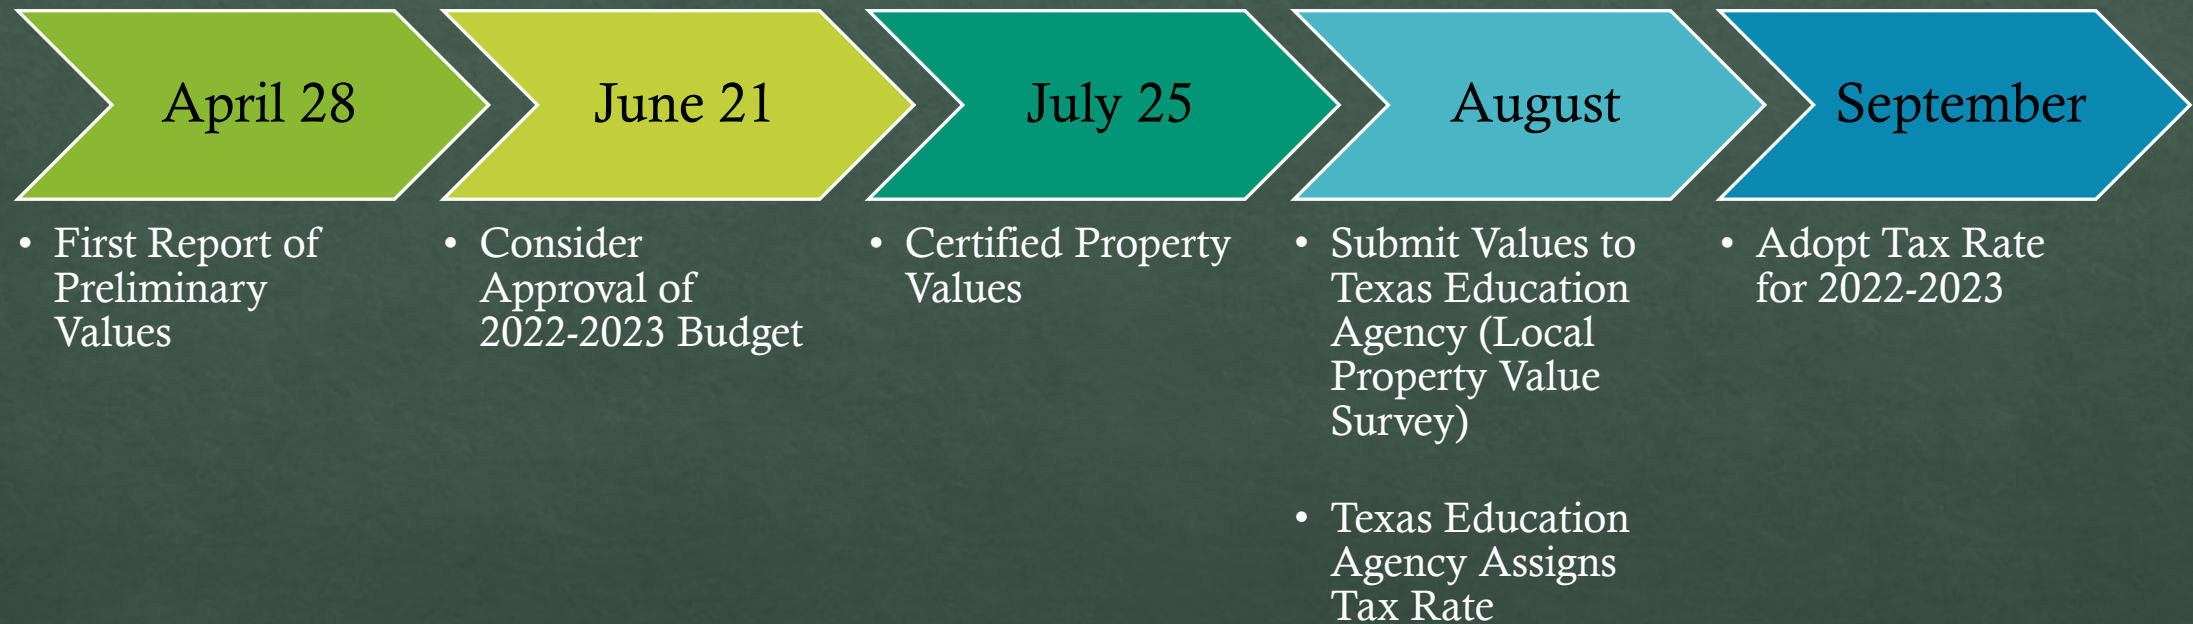 April 28
• First Report of
Preliminary
Values
June 21
• Consider
Approval of
2022-2023 Budget
July 25
• Certified Property
Values
August
• Submit Values to
Texas Education
Agency (Local
Property Value
Survey)
• Texas Education
Agency Assigns
Tax Rate
September
• Adopt Tax Rate
for 2022-2023